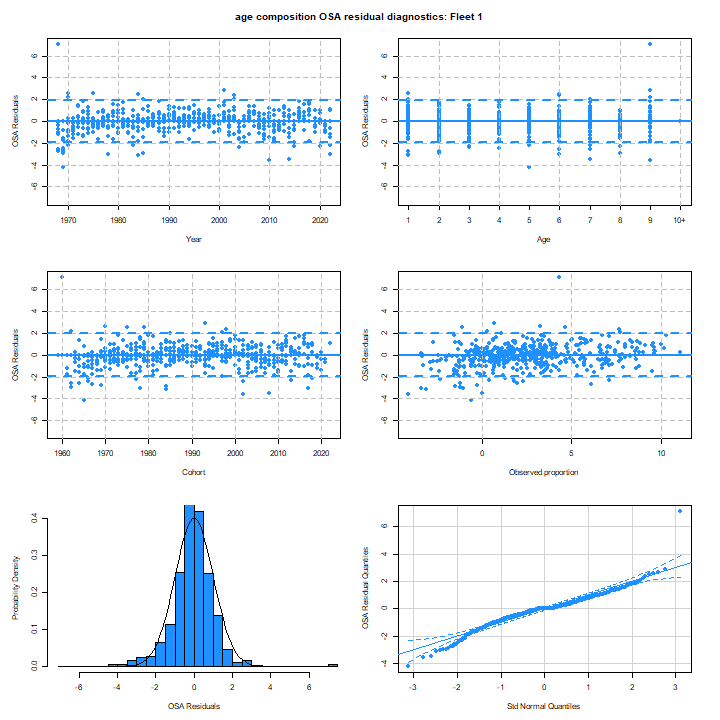 age composition OSA residual diagnostics: Fleet 1
OSA Residuals
6
4
2
0
-2
-4
-6
1970 1980 1990 2000 2010 2020
Year
OSA Residuals
6
4
2
0
-2
-4
-6
1 2 3 4 5 6 7 8 9 10+
Age
OSA Residuals
6
4
2
0
-2
-4
-6
1960 1970 1980 1990 2000 2010 2020
Cohort
OSA Residuals
6
4
2
0
-2
-4
-6
0 5 10
Observed proportion
Probability Density
0.4
0.3
0.2
0.1
0.0
-6 -4 -2 0 2 4 6
OSA Residuals
OSA Residual Quantiles
6
4
2
0
-2
-4
-3 -2 -1 0 1 2 3
Std Normal Quantiles